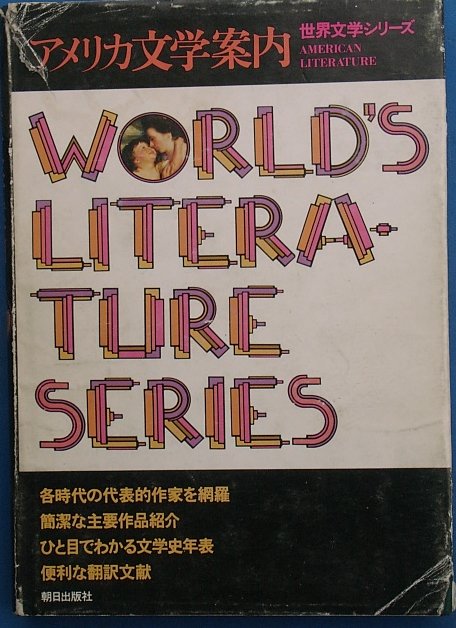 アメリカ文学案内
世界文学シリーズ
AMERICAN
LITERATURE
WORLD'S
LITERA-
TURE
SERIES
各時代の代表的作家を網羅
簡潔な主要作品紹介
ひと目でわかる文学史年表
便利な翻訳文献
朝日出版社